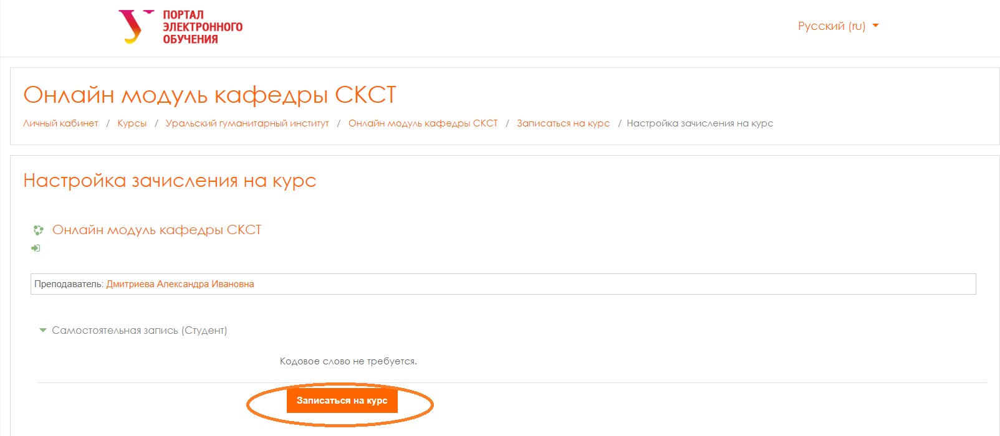 ПОРТАЛ
ЭЛЕКТРОННОГО
ОБУЧЕНИЯ
Русский (ru)
Онлайн модуль кафедры СКСТ
Личный кабинет / Курсы / Уральский гуманитарный институт / Онлайн модуль кафедры СКСТ / Записаться на курс / Настройка зачисления на курс
Настройка зачисления на курс
Онлайн модуль кафедры СКСТ
Преподаватель: Дмитриева Александра Ивановна
Самостоятельная запись (Студент)
Кодовое слово не требуется.
Записаться на курс